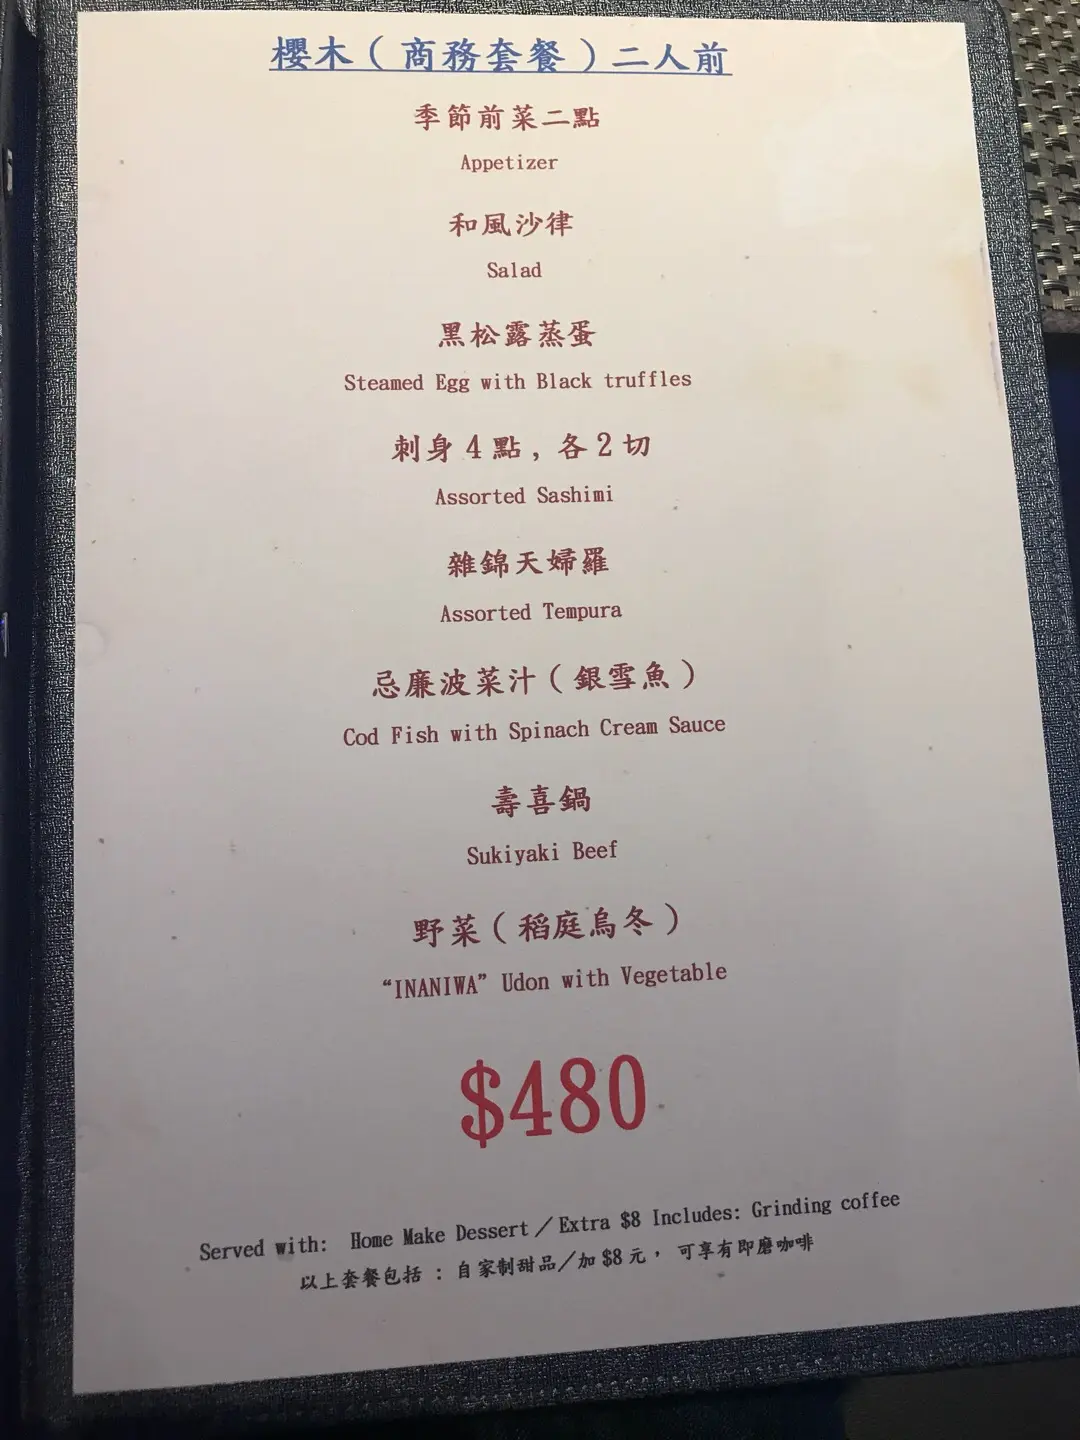 櫻木（商務套餐）二人前
季節前菜二點
Appetizer
和風沙律
Salad
黑松露蒸蛋
Steamed Egg with Black truffles
刺身4點，各2切
Assorted Sashimi
雜錦天婦羅
Assorted Tempura
忌廉波菜汁（銀雪魚）
Cod Fish with Spinach Cream Sauce
壽喜鍋
Sukiyaki Beef
野菜（稻庭烏冬）
“INANIWA” Udon with Vegetable
$480
Served with: Home Make Dessert／Extra $8 Includes: Grinding coffee
以上套餐包括：自家制甜品／加$8元，可享有即磨咖啡